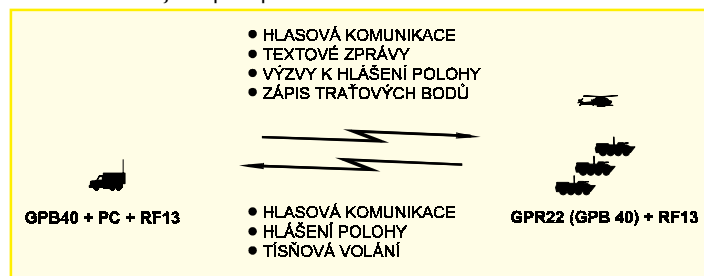 ● HLASOVÁ KOMUNIKACE
● TEXTOVÉ ZPRÁVY
● VÝZVY K HLÁŠENÍ POLOHY
● ZÁPIS TRAŤOVÝCH BODŮ
GPB40 + PC + RF13
GPR22 (GPB 40) + RF13
● HLASOVÁ KOMUNIKACE
● HLÁŠENÍ POLOHY
● TÍSŇOVÁ VOLÁNÍ